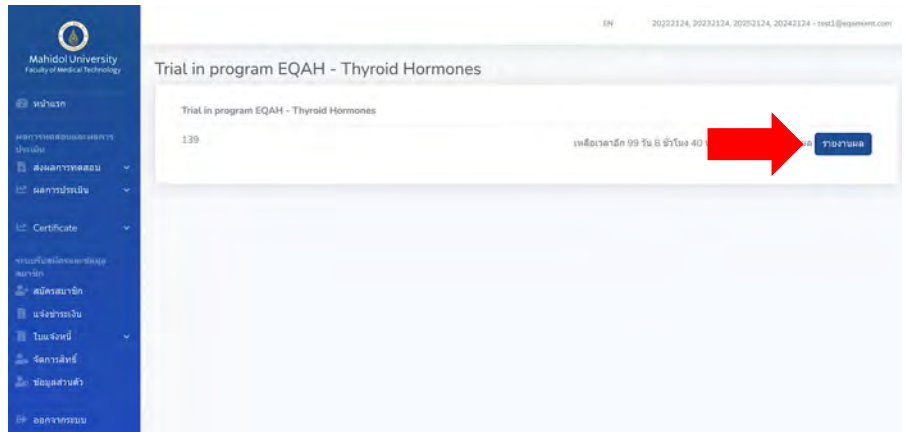 EN 20222124, 20232124, 20252124, 20242124 - test1@eqamumt.com
Mahidol University
Faculty of Medical Technology
Trial in program EQAH - Thyroid Hormones
หน้าแรก
Trial in program EQAH - Thyroid Hormones
139
เหลือเวลาอีก 99 วัน 8 ชั่วโมง 40
รายงานผล
ผลการทดสอบและผลการ
ประเมิน
ส่งผลการทดสอบ
ผลการประเมิน
Certificate
ระบบรับสมัครและข้อมูล
สมาชิก
สมัครสมาชิก
แจ้งชำระเงิน
ใบแจ้งหนี้
จัดการสิทธิ์
ข้อมูลส่วนตัว
ออกจากระบบ